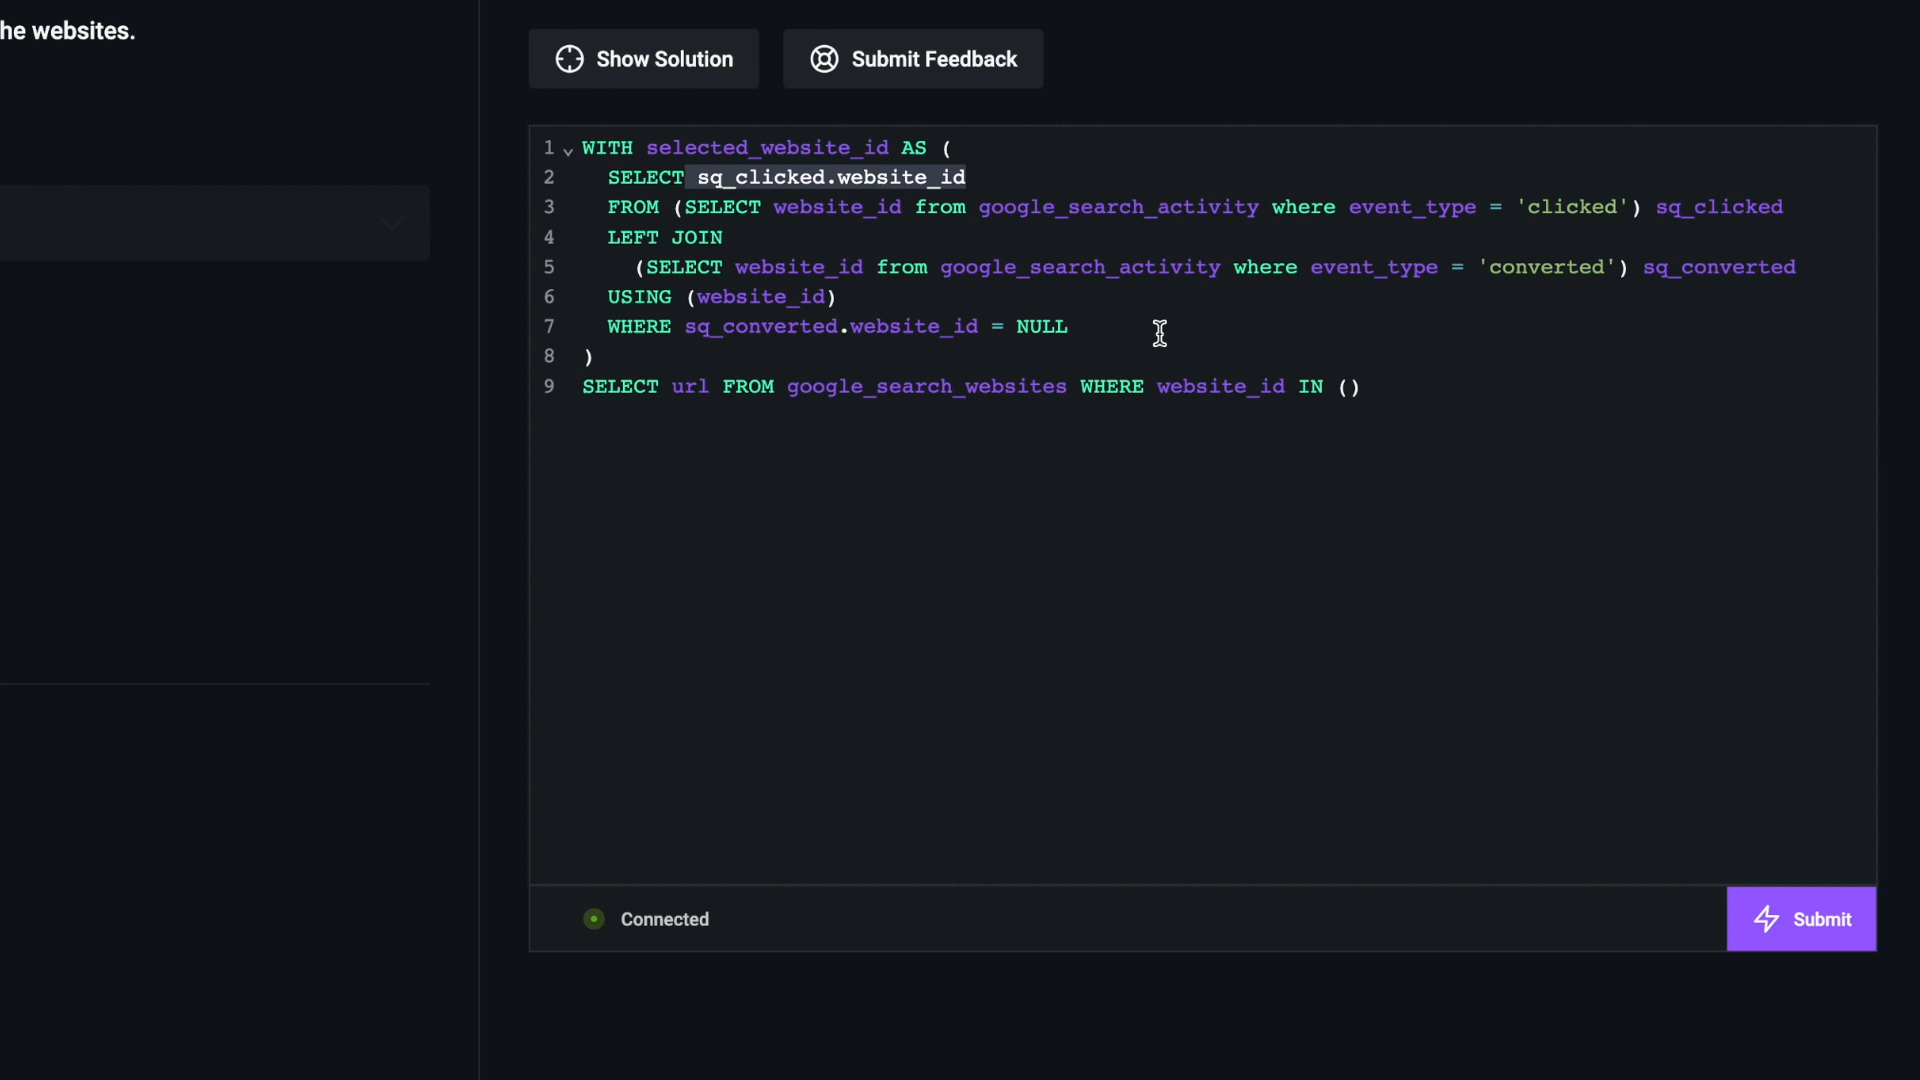 he websites.
Show Solution
Submit Feedback
1 WITH selected_website_id AS (
2 SELECT sq_clicked.website_id
3 FROM (SELECT website_id from google_search_activity where event_type = 'clicked') sq_clicked
4 LEFT JOIN
5 (SELECT website_id from google_search_activity where event_type = 'converted') sq_converted
6 USING (website_id)
7 WHERE sq_converted.website_id = NULL
8 )
9 SELECT url FROM google_search_websites WHERE website_id IN ()
Connected
Submit